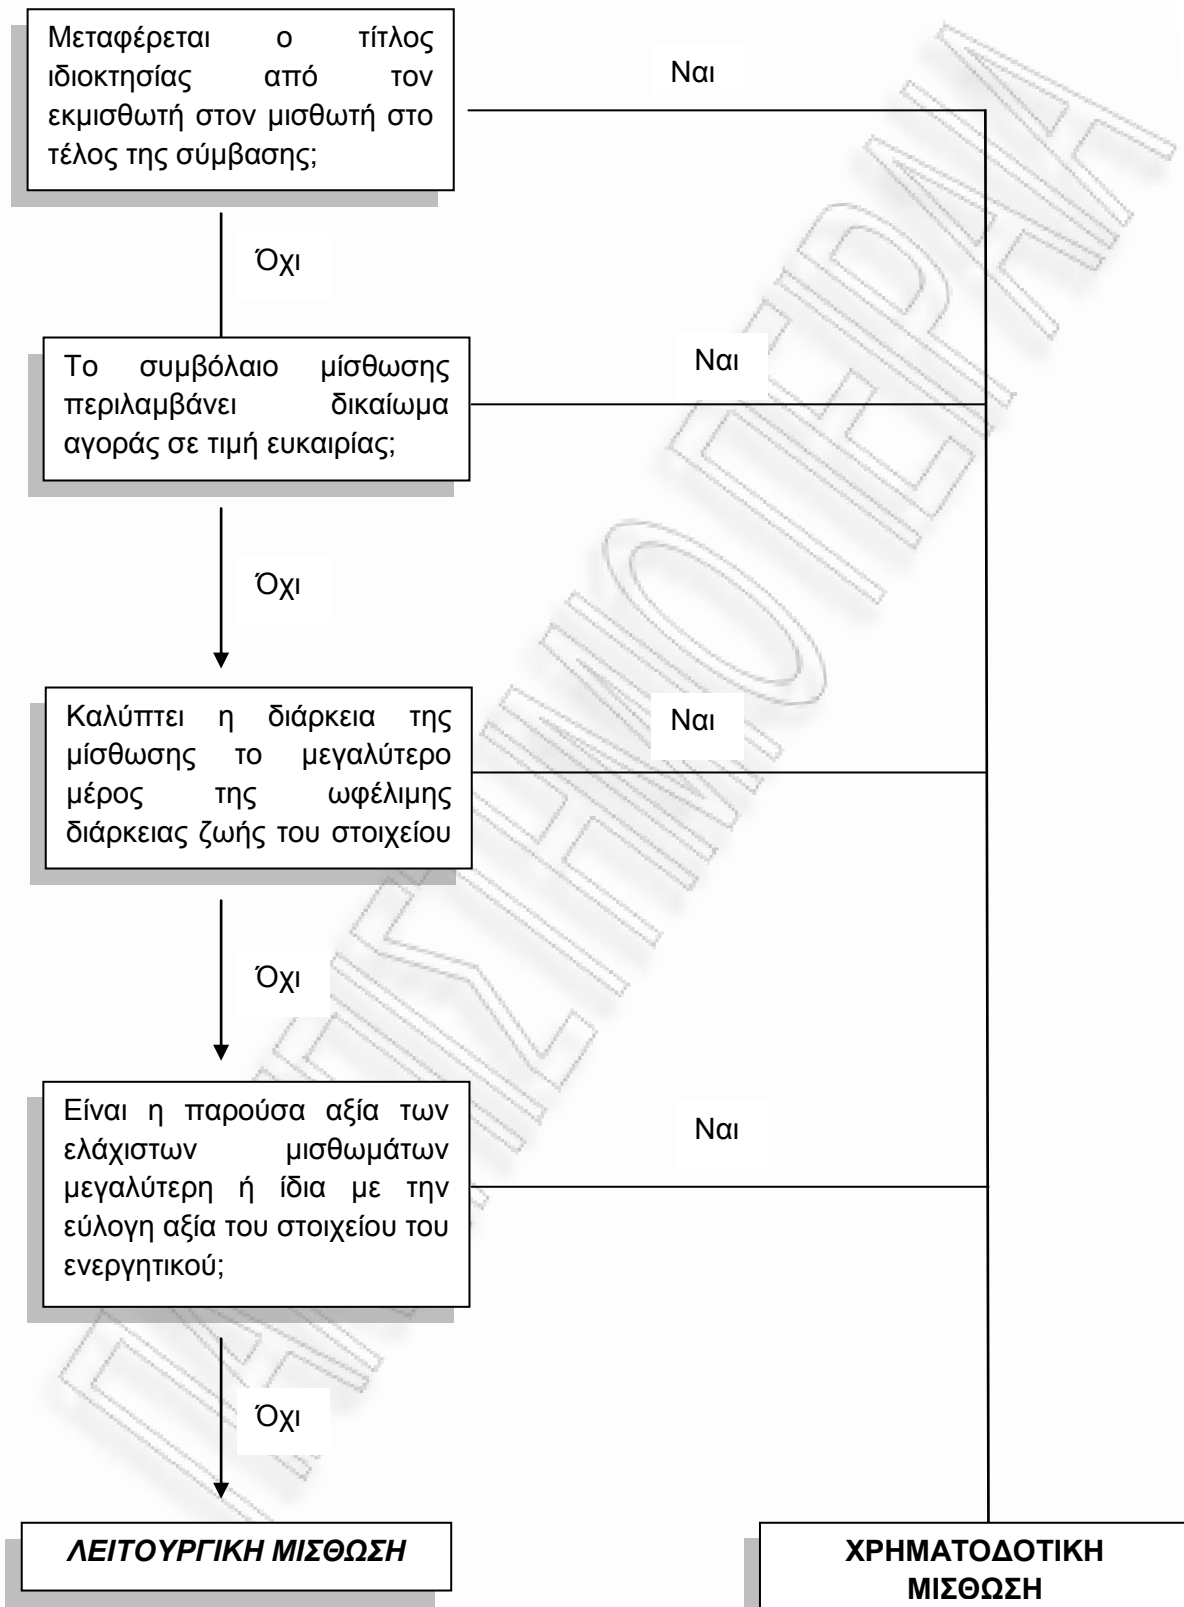 Μεταφέρεται ο τίτλος
ιδιοκτησίας από τον
εκμισθωτή στον μισθωτή στο
τέλος της σύμβασης;
Ναι
Όχι
Το συμβόλαιο μίσθωσης
περιλαμβάνει δικαίωμα
αγοράς σε τιμή ευκαιρίας;
Ναι
Όχι
Καλύπτει η διάρκεια της
μίσθωσης το μεγαλύτερο
μέρος της ωφέλιμης
διάρκειας ζωής του στοιχείου
Ναι
Όχι
Είναι η παρούσα αξία των
ελάχιστων μισθωμάτων
μεγαλύτερη ή ίδια με την
εύλογη αξία του στοιχείου του
ενεργητικού;
Ναι
Όχι
ΛΕΙΤΟΥΡΓΙΚΗ ΜΙΣΘΩΣΗ
ΧΡΗΜΑΤΟΔΟΤΙΚΗ
ΜΙΣΘΩΣΗ